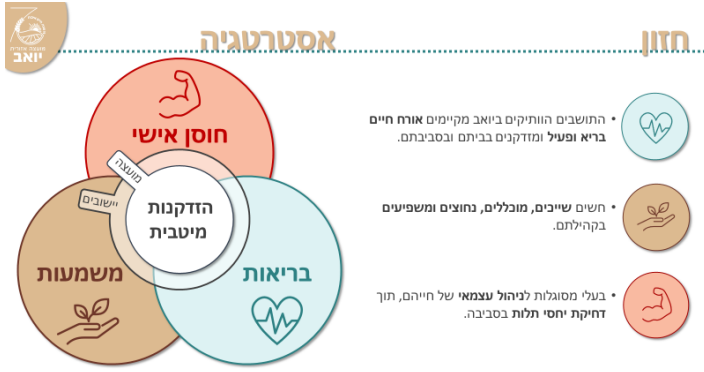 חזון
אסטרטגיה
מועצה אזורית
יואב
• התושבים הוותיקים ביואב מקיימים אורח חיים
בריא ופעיל ומזדקנים בביתם ובסביבתם.
• חשים שייכים, מוכללים, נחוצים ומשפיעים
בקהילתם.
• בעלי מסוגלות לניהול עצמאי של חייהם, תוך
דחיקת יחסי תלות בסביבה.
חוסן אישי
מועצה
יישובים
הזדקנות
מיטבית
בריאות
משמעות